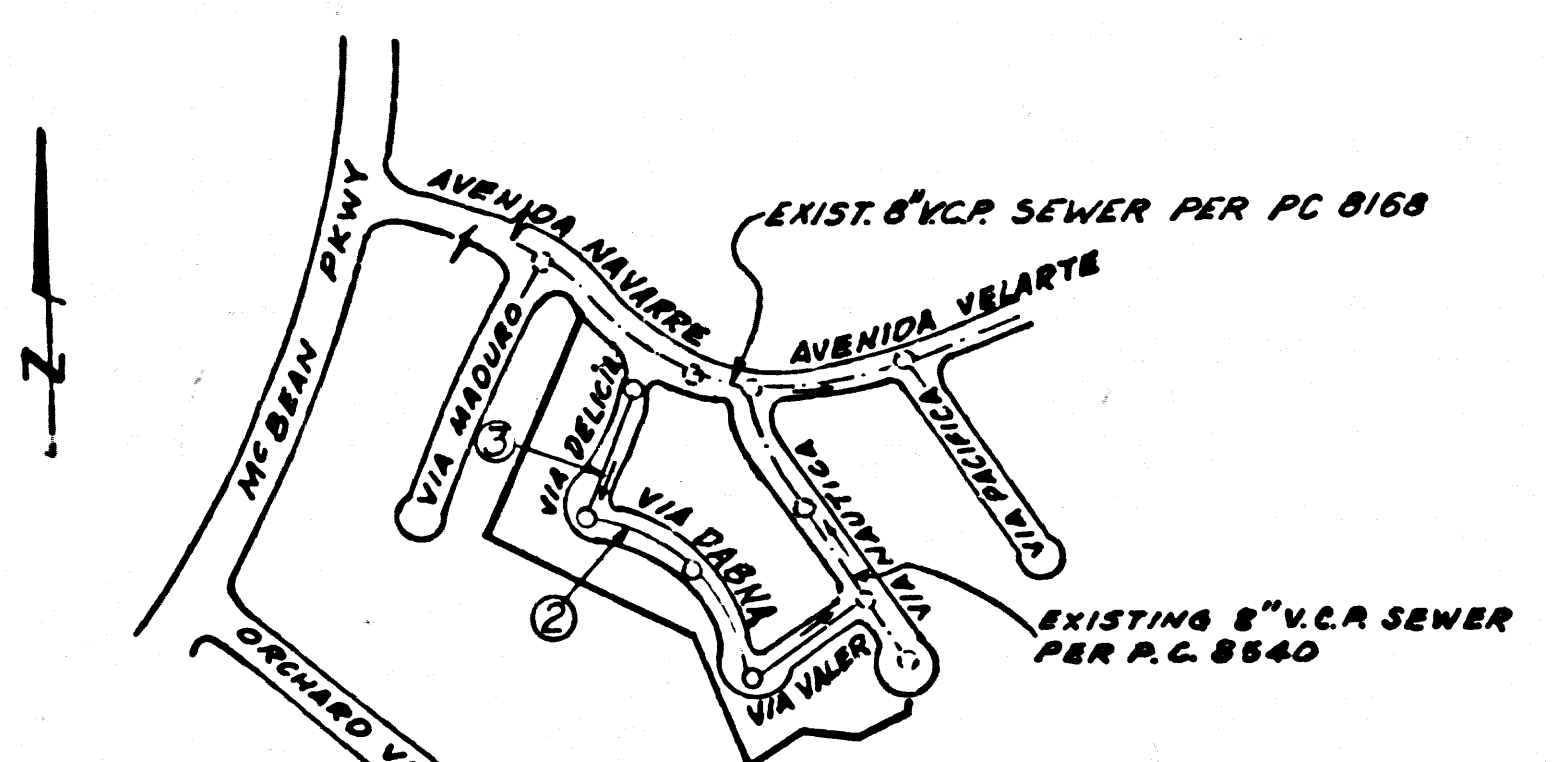 AVENIDA NAVARRE
EXIST. 8" V.C.P. SEWER PER PC 8168
McBEAN PKWY
AVENIDA VELARTE
VIA MADURO
VIA DELICIA
VIA PACIFICA
3
VIA DABNA
VIA NAUTICA
2
EXISTING 8" V.C.P. SEWER
PER P.C. 8540
VIA VALER
ORCHARD
N